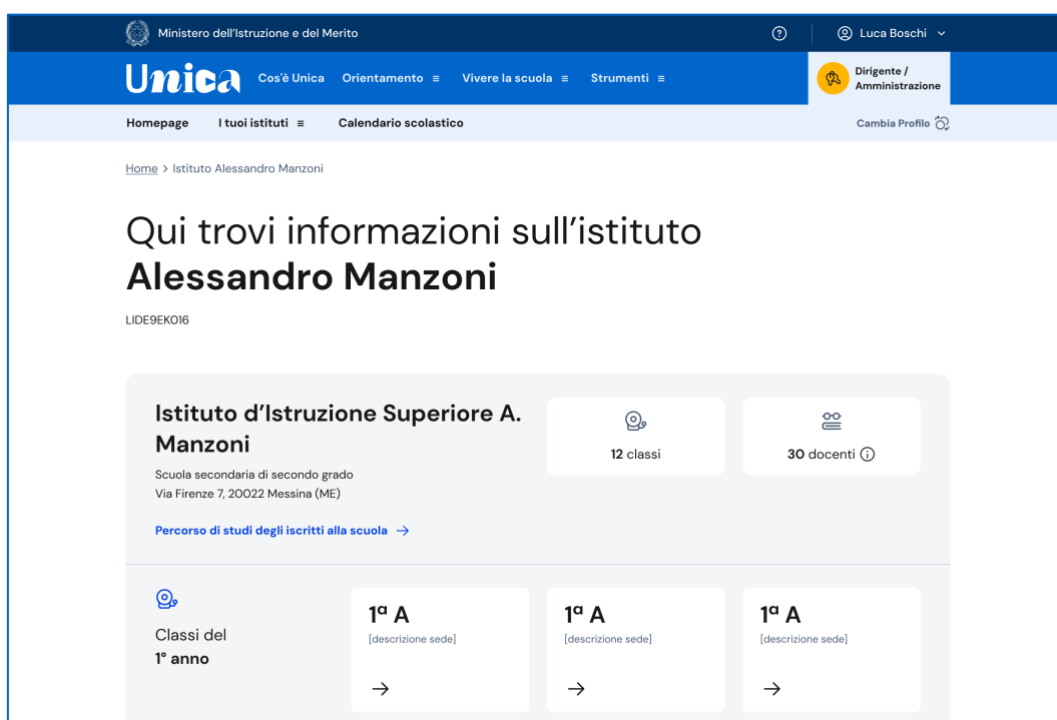 Ministero dell'Istruzione e del Merito
Luca Boschi
Unica
Cos'è Unica Orientamento Vivere la scuola Strumenti
Dirigente /
Amministrazione
Homepage I tuoi istituti Calendario scolastico
Cambia Profilo
Home > Istituto Alessandro Manzoni
Qui trovi informazioni sull'istituto
Alessandro Manzoni
LIDE9EK016
Istituto d'Istruzione Superiore A.
Manzoni
Scuola secondaria di secondo grado
Via Firenze 7, 20022 Messina (ME)
Percorso di studi degli iscritti alla scuola →
12 classi
30 docenti
Classi del
1° anno
1ª A
[descrizione sede]
→
1ª A
[descrizione sede]
→
1ª A
[descrizione sede]
→